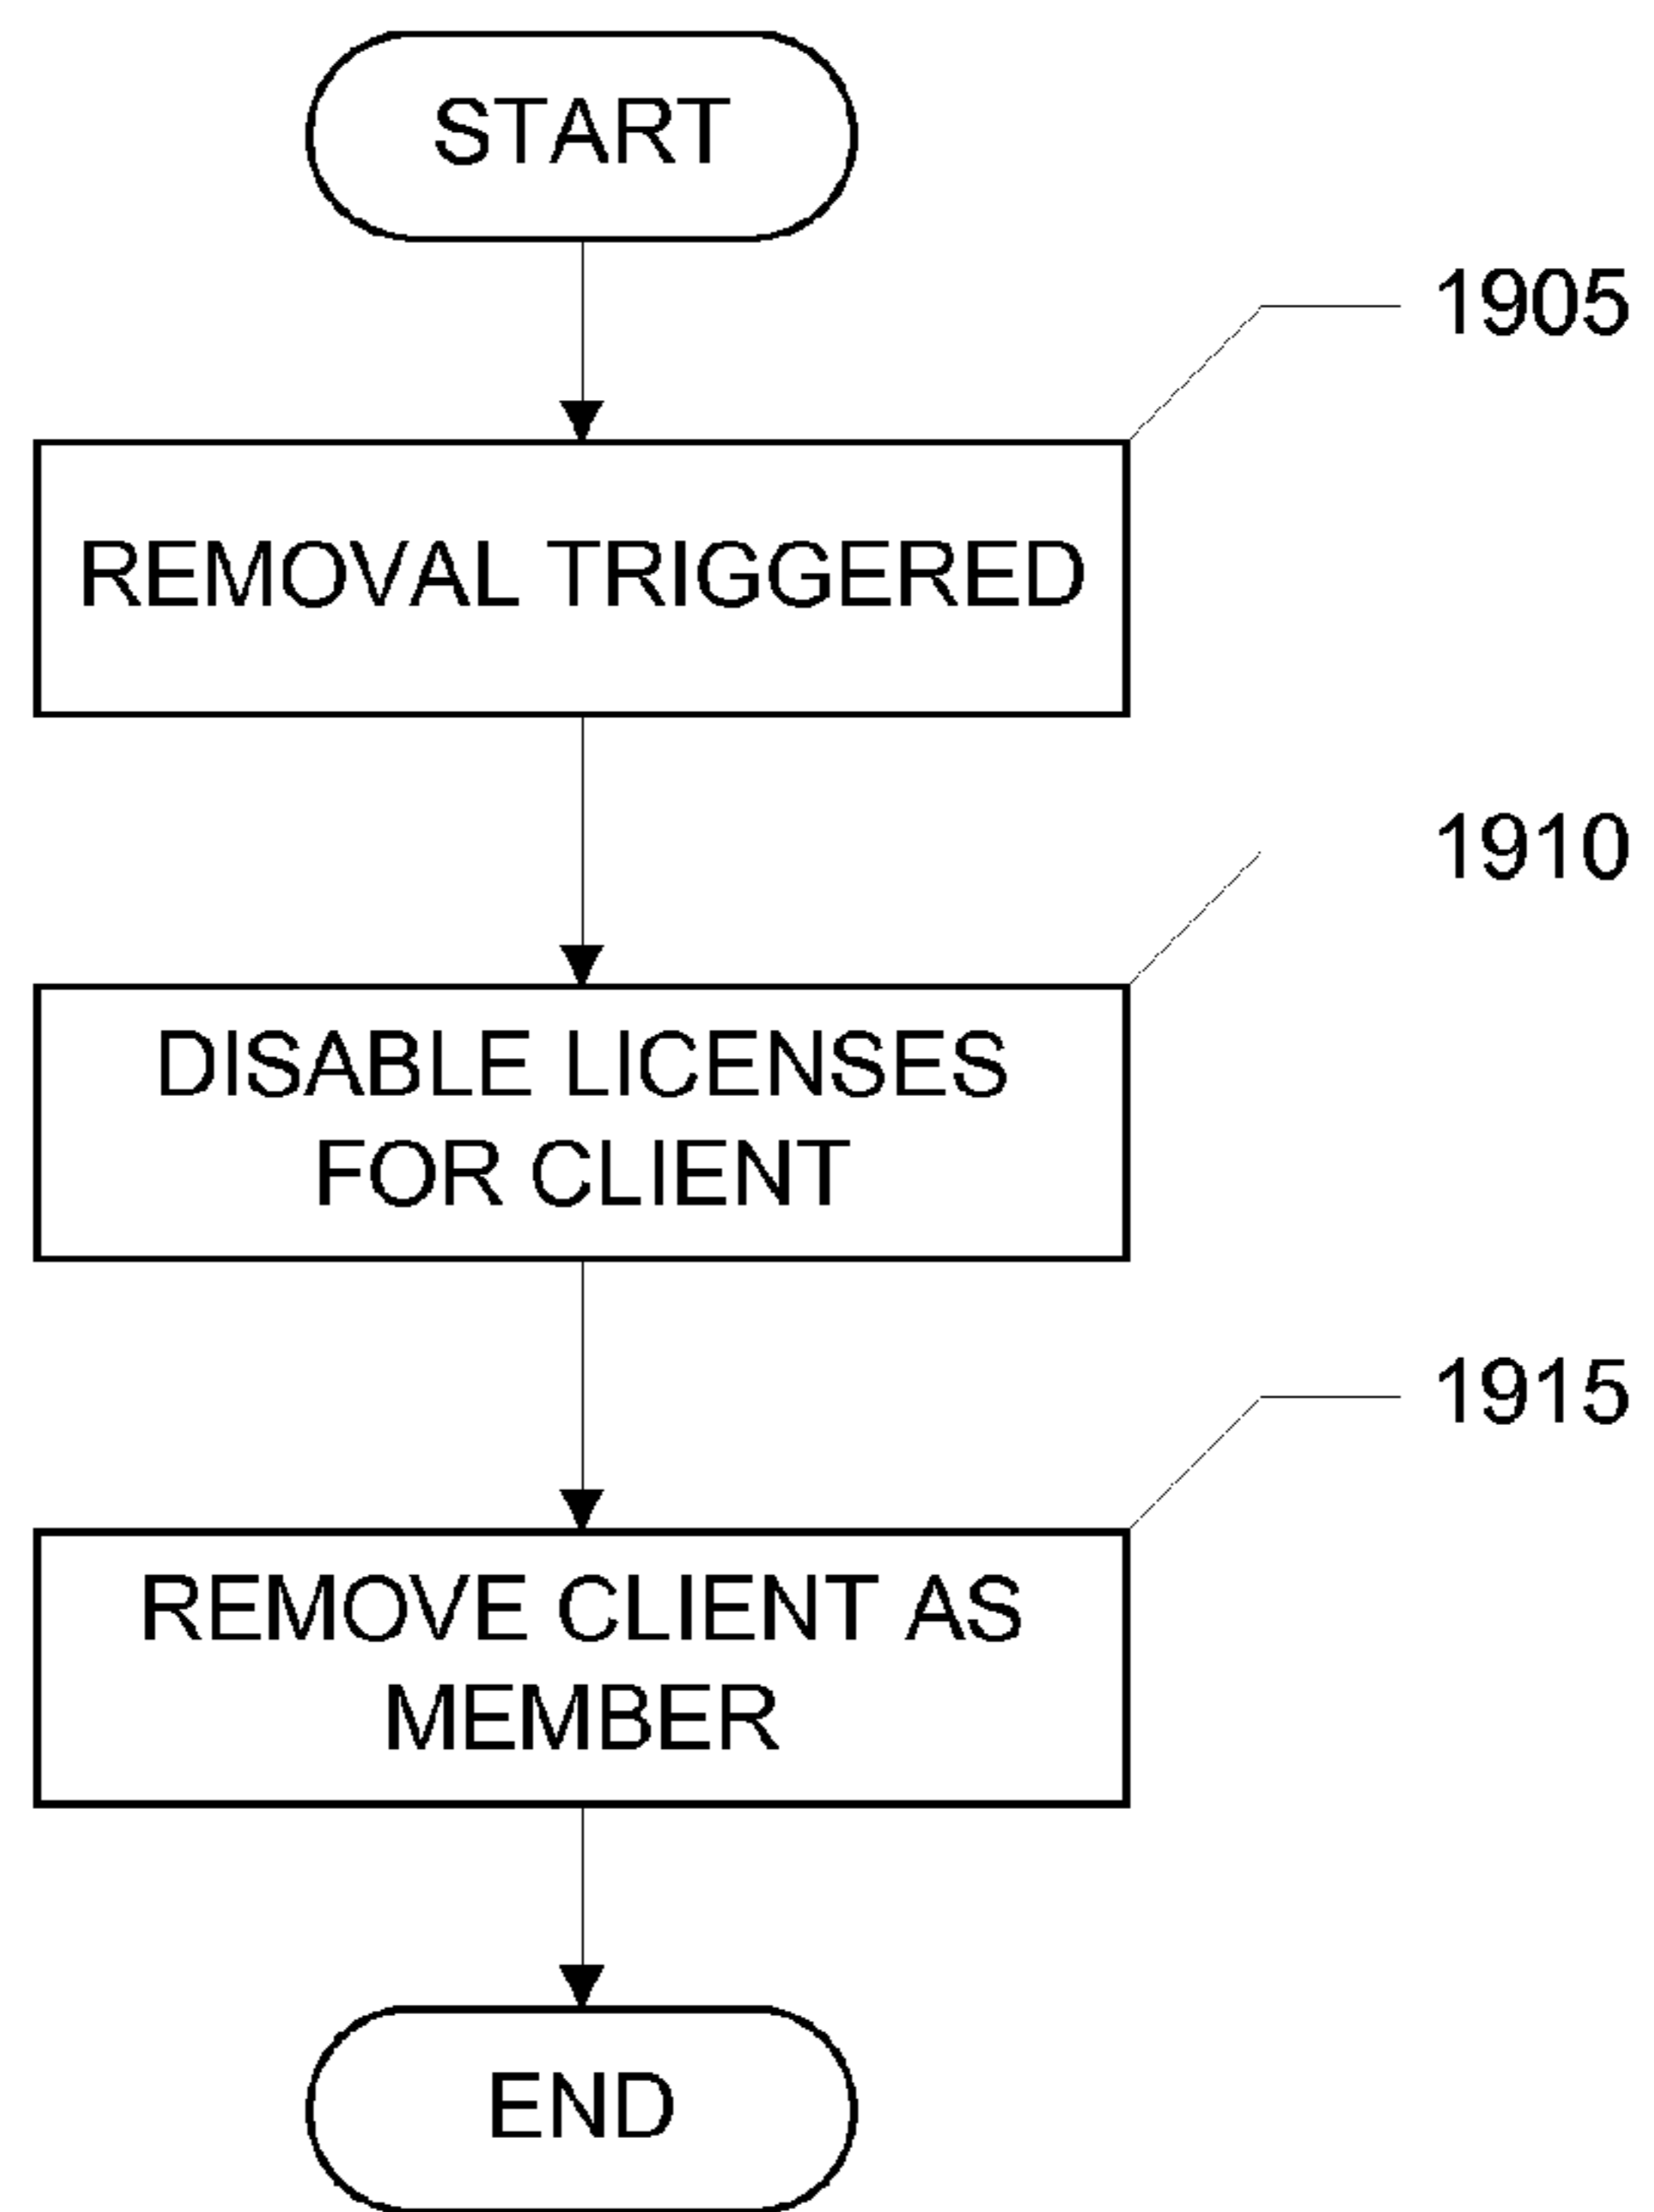 START
1905
REMOVAL TRIGGERED
1910
DISABLE LICENSES
FOR CLIENT
1915
REMOVE CLIENT AS
MEMBER
END